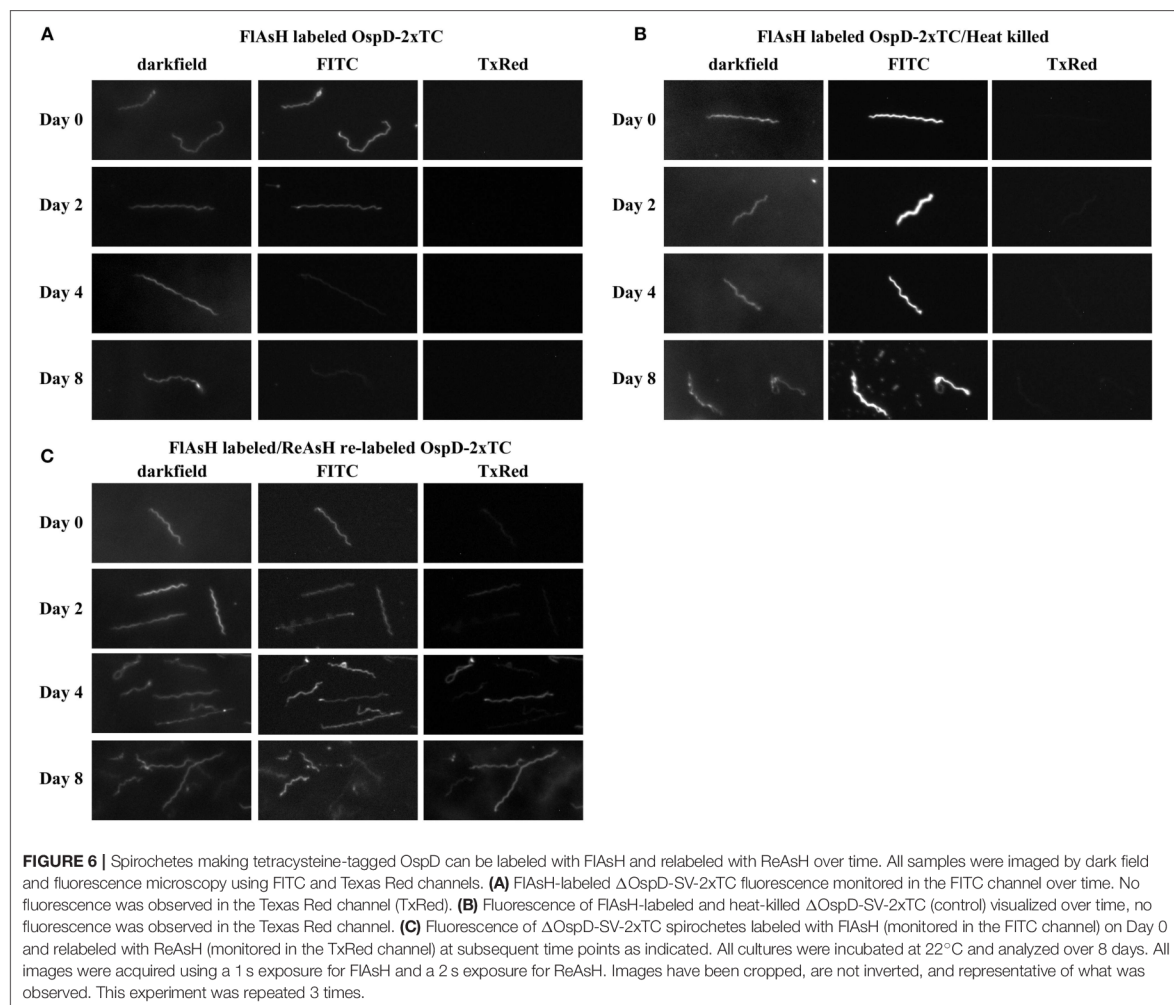 A
FlAsH labeled OspD-2xTC
darkfield FITC TxRed
Day 0
Day 2
Day 4
Day 8
B
FlAsH labeled OspD-2xTC/Heat killed
darkfield FITC TxRed
Day 0
Day 2
Day 4
Day 8
C
FlAsH labeled/ReAsH re-labeled OspD-2xTC
darkfield FITC TxRed
Day 0
Day 2
Day 4
Day 8
FIGURE 6 | Spirochetes making tetracysteine-tagged OspD can be labeled with FlAsH and relabeled with ReAsH over time. All samples were imaged by dark field
and fluorescence microscopy using FITC and Texas Red channels. (A) FlAsH-labeled ΔOspD-SV-2xTC fluorescence monitored in the FITC channel over time. No
fluorescence was observed in the Texas Red channel (TxRed). (B) Fluorescence of FlAsH-labeled and heat-killed ΔOspD-SV-2xTC (control) visualized over time, no
fluorescence was observed in the Texas Red channel. (C) Fluorescence of ΔOspD-SV-2xTC spirochetes labeled with FlAsH (monitored in the FITC channel) on Day 0
and relabeled with ReAsH (monitored in the TxRed channel) at subsequent time points as indicated. All cultures were incubated at 22°C and analyzed over 8 days. All
images were acquired using a 1 s exposure for FlAsH and a 2 s exposure for ReAsH. Images have been cropped, are not inverted, and representative of what was
observed. This experiment was repeated 3 times.